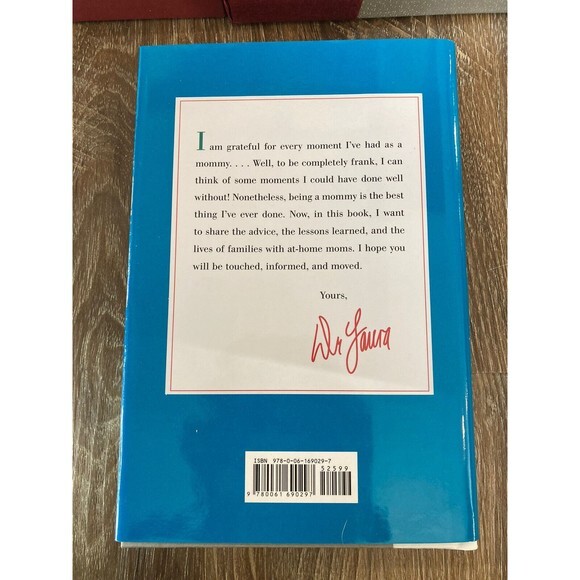 I am grateful for every moment I've had as a
mommy. . . . Well, to be completely frank, I can
think of some moments I could have done well
without! Nonetheless, being a mommy is the best
thing I've ever done. Now, in this book, I want
to share the advice, the lessons learned, and the
lives of families with at-home moms. I hope you
will be touched, informed, and moved.
Yours,
Dr Laura
ISBN 978-0-06-169029-7
52599
9 780061 690297